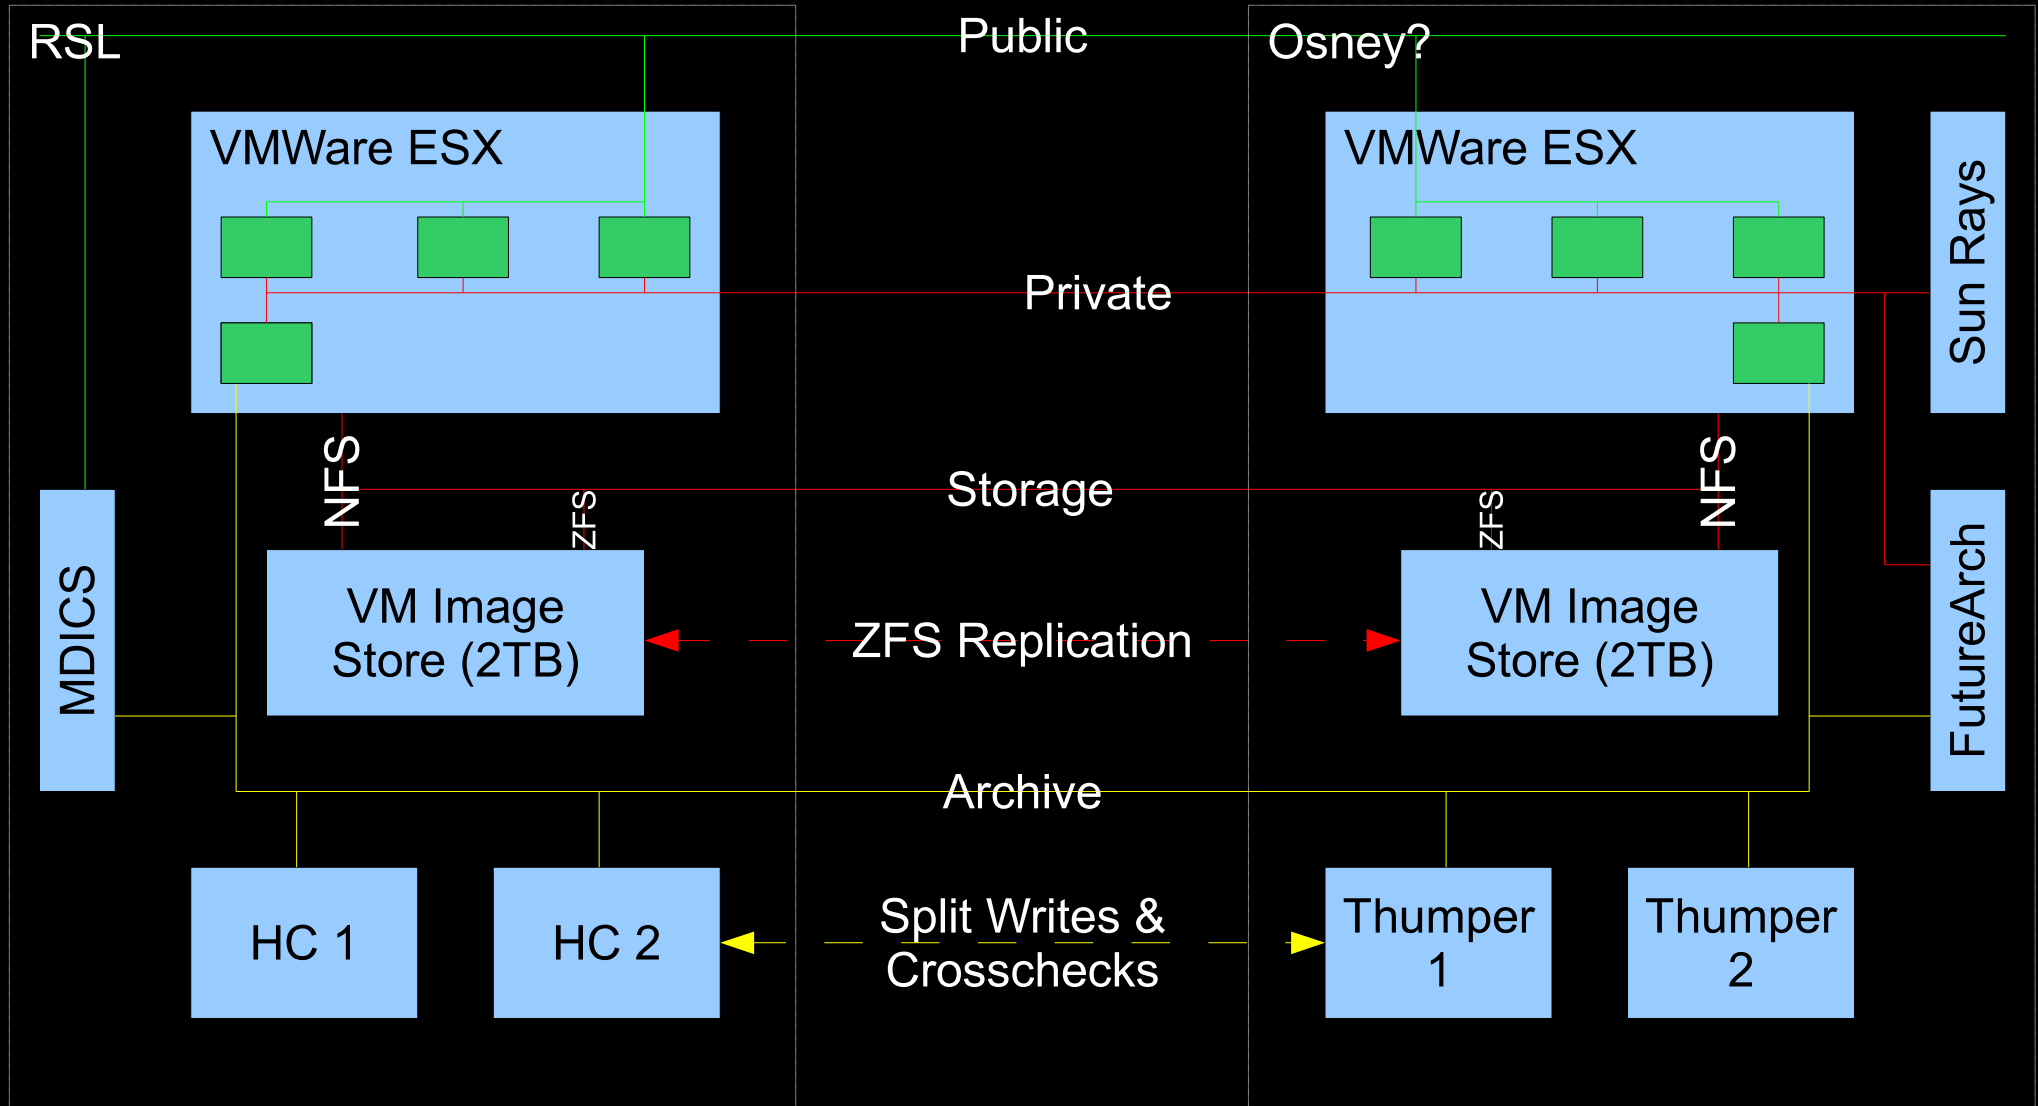 RSL
Public
Osney?
VMWare ESX
VMWare ESX
Sun Rays
Private
NFS
ZFS
Storage
ZFS
NFS
MDICS
VM Image
Store (2TB)
ZFS Replication
VM Image
Store (2TB)
FutureArch
Archive
HC 1
HC 2
Split Writes &
Crosschecks
Thumper
1
Thumper
2